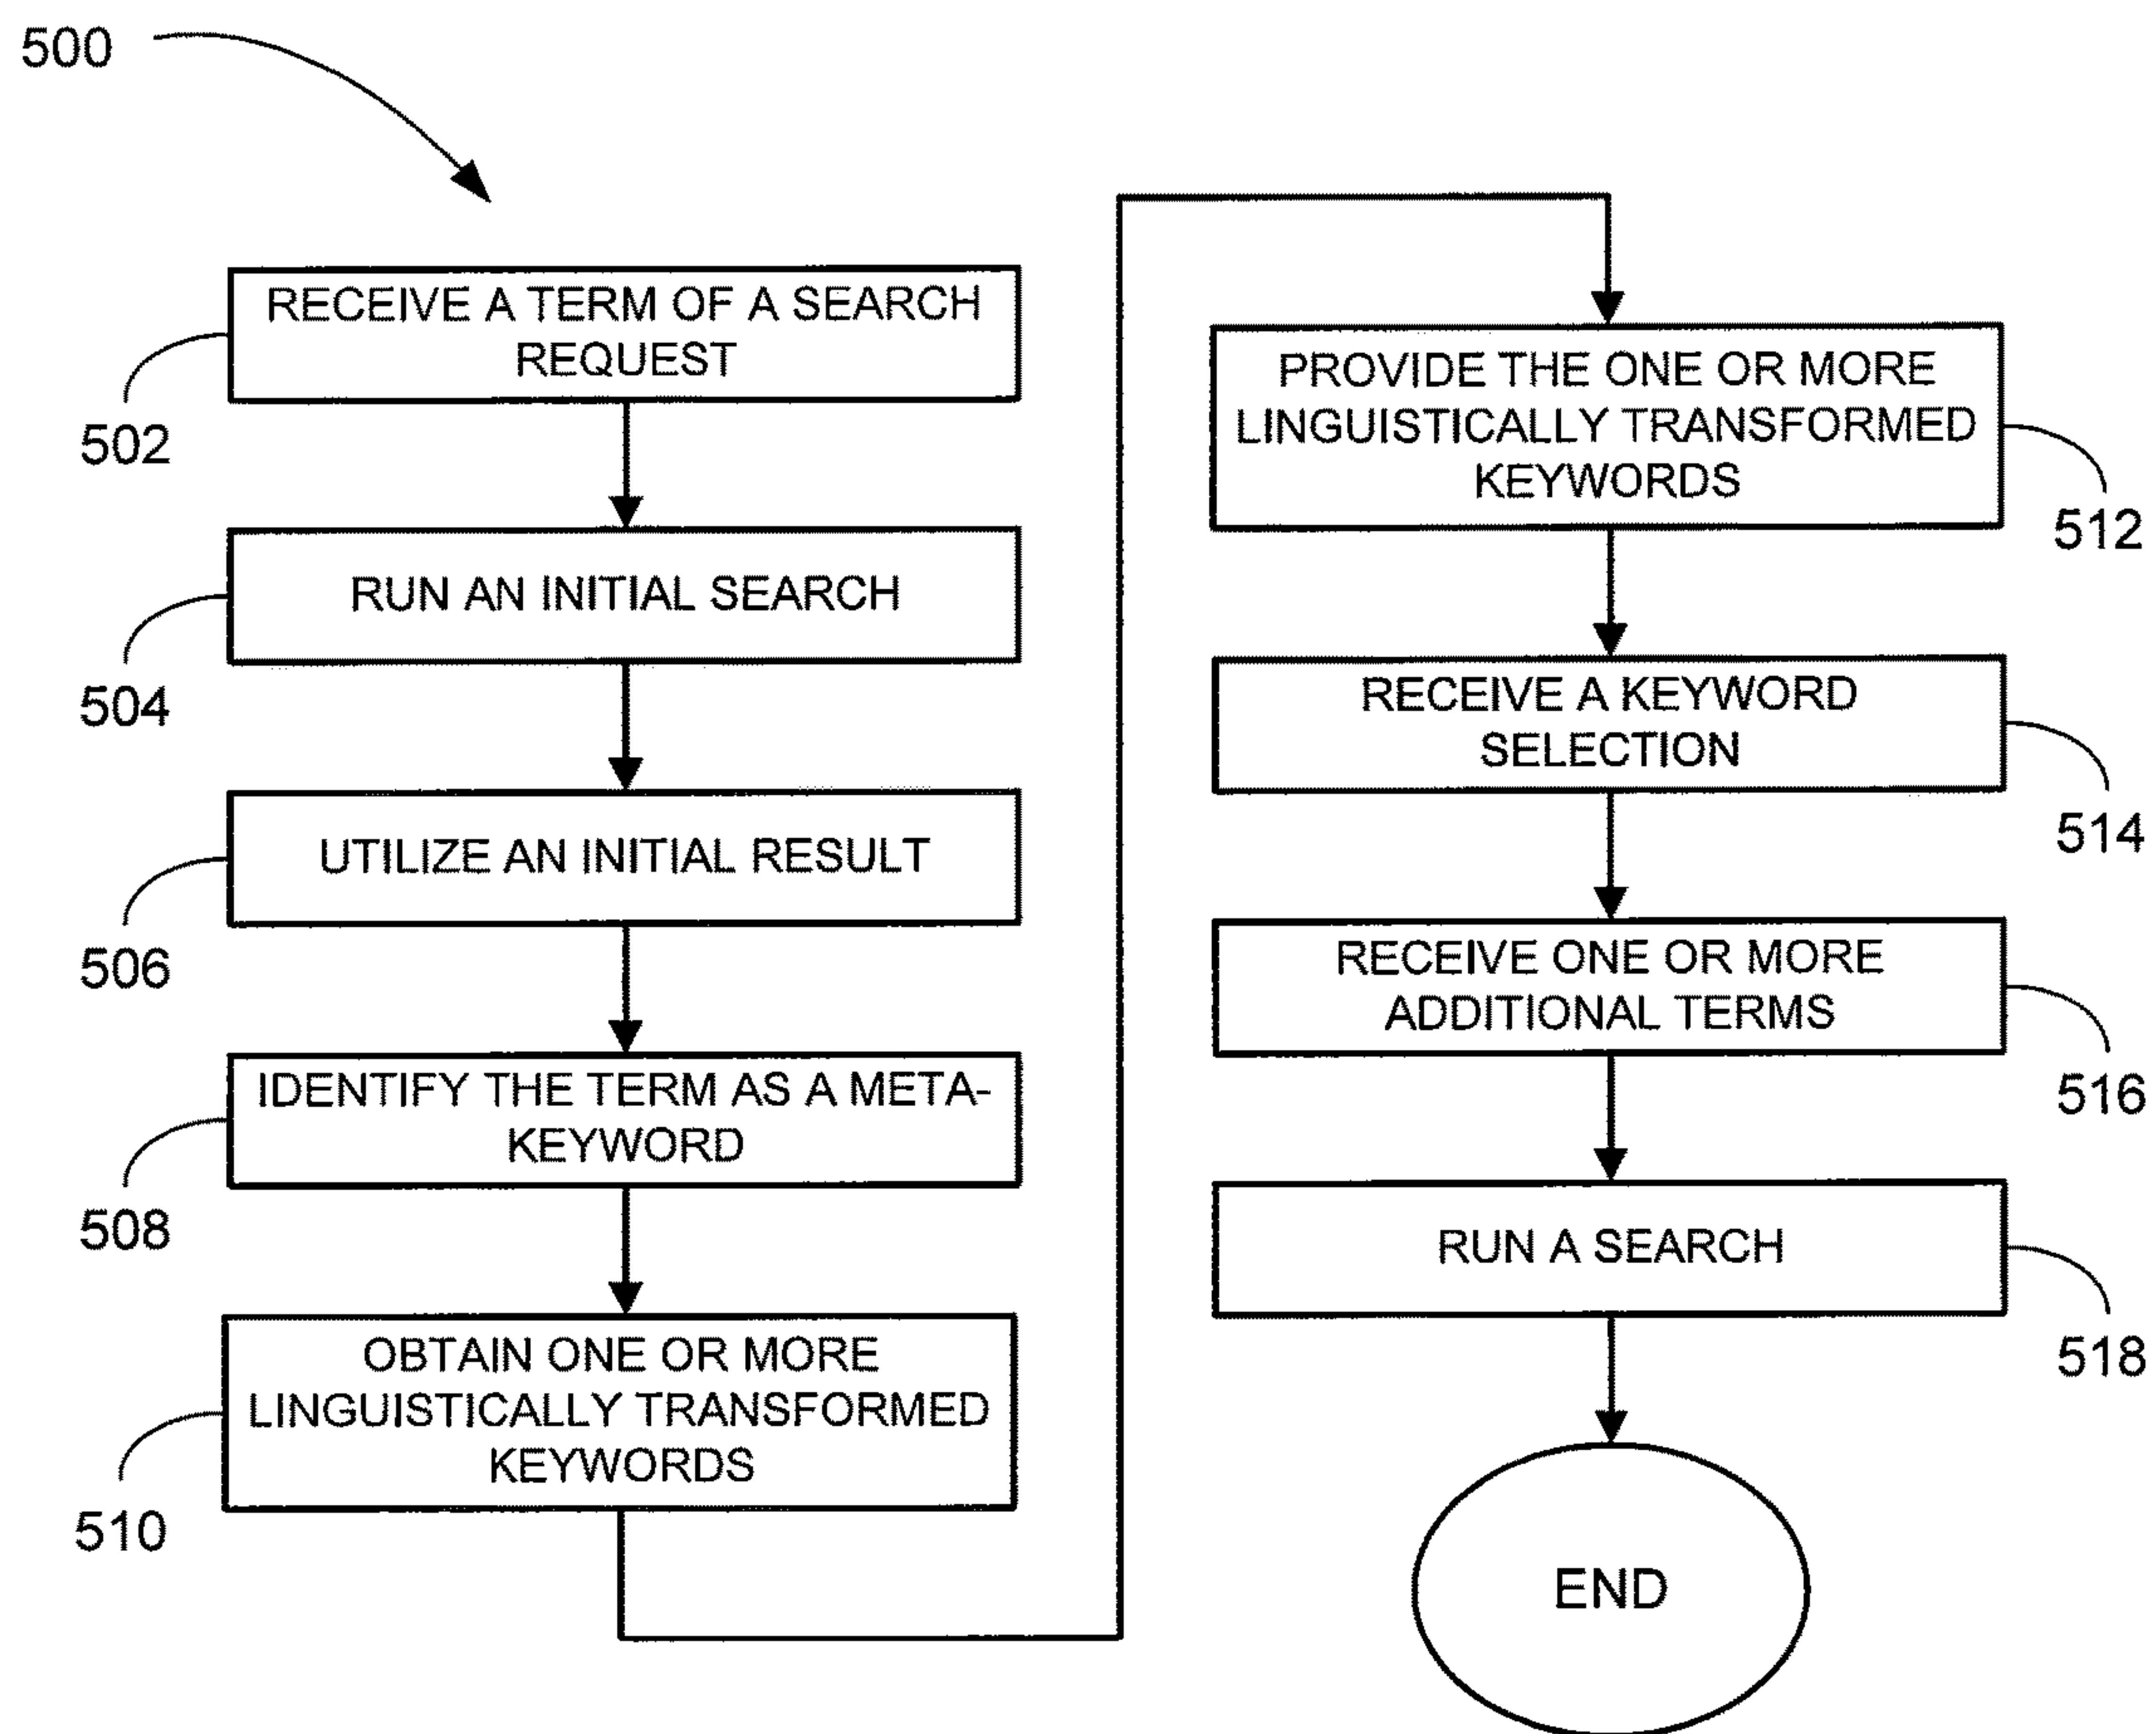 500
RECEIVE A TERM OF A SEARCH
REQUEST
502
RUN AN INITIAL SEARCH
504
UTILIZE AN INITIAL RESULT
506
IDENTIFY THE TERM AS A META-
KEYWORD
508
OBTAIN ONE OR MORE
LINGUISTICALLY TRANSFORMED
KEYWORDS
510
PROVIDE THE ONE OR MORE
LINGUISTICALLY TRANSFORMED
KEYWORDS
512
RECEIVE A KEYWORD
SELECTION
514
RECEIVE ONE OR MORE
ADDITIONAL TERMS
516
RUN A SEARCH
518
END